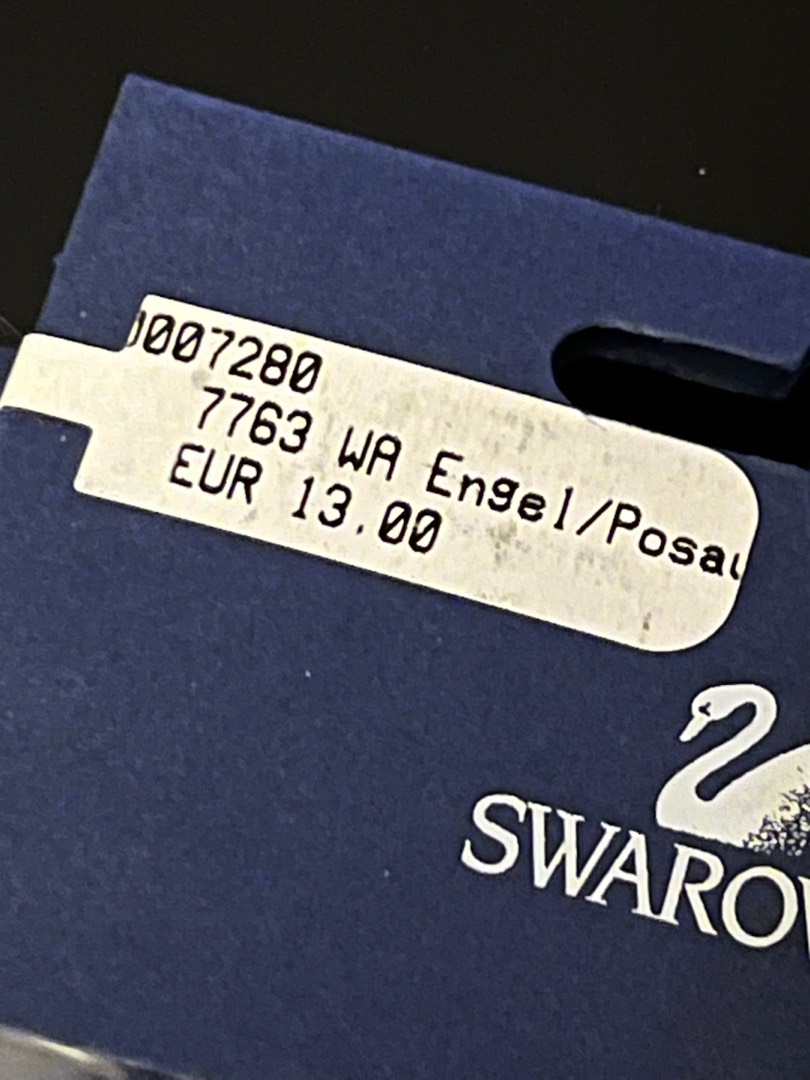 007280
7763 WA Engel/Posau
EUR 13.00
SWARO